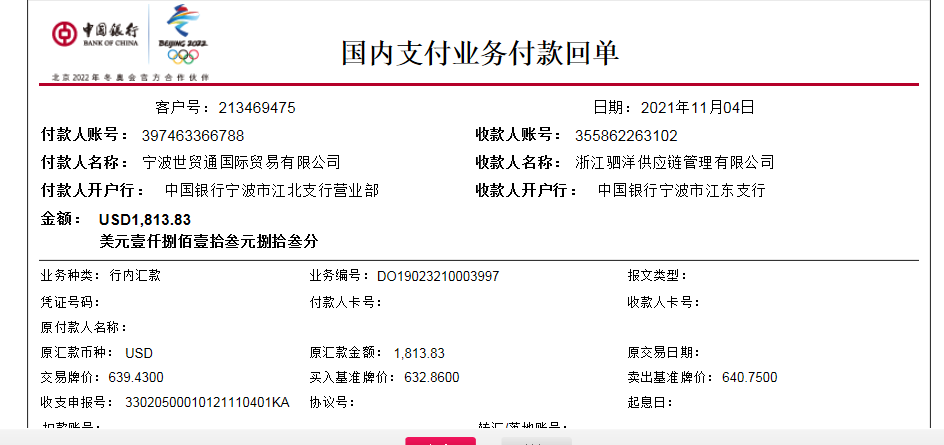 中国银行
BANK OF CHINA
BEIJING 2022
北京2022年冬奥会官方合作伙伴
国内支付业务付款回单
客户号：213469475 日期：2021年11月04日
付款人账号：397463366788 收款人账号：355862263102
付款人名称：宁波世贸通国际贸易有限公司 收款人名称：浙江驷洋供应链管理有限公司
付款人开户行：中国银行宁波市江北支行营业部 收款人开户行：中国银行宁波市江东支行
金额：USD1,813.83
美元壹仟捌佰壹拾叁元捌拾叁分
业务种类：行内汇款 业务编号：DO19023210003997 报文类型：
凭证号码： 付款人卡号： 收款人卡号：
原付款人名称：
原汇款币种：USD 原汇款金额：1,813.83 原交易日期：
交易牌价：639.4300 买入基准牌价：632.8600 卖出基准牌价：640.7500
收支申报号：33020500010121110401KA 协议号： 起息日：
扣款账号： 转汇/落地账号：